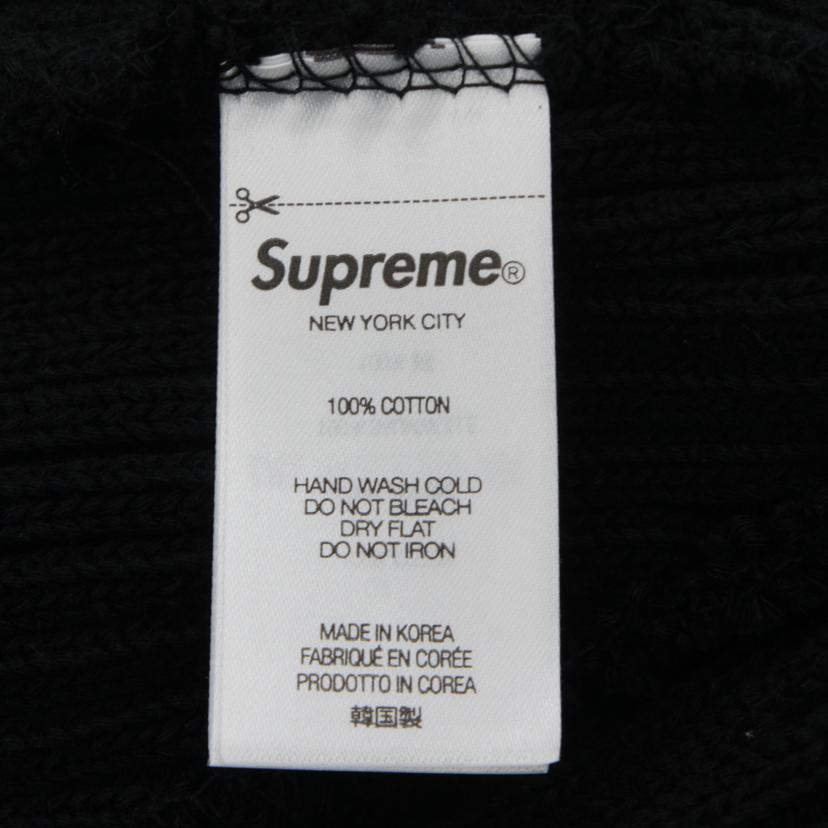 Supreme®
NEW YORK CITY
100% COTTON
HAND WASH COLD
DO NOT BLEACH
DRY FLAT
DO NOT IRON
MADE IN KOREA
FABRIQUÉ EN CORÉE
PRODOTTO IN COREA
韓国製